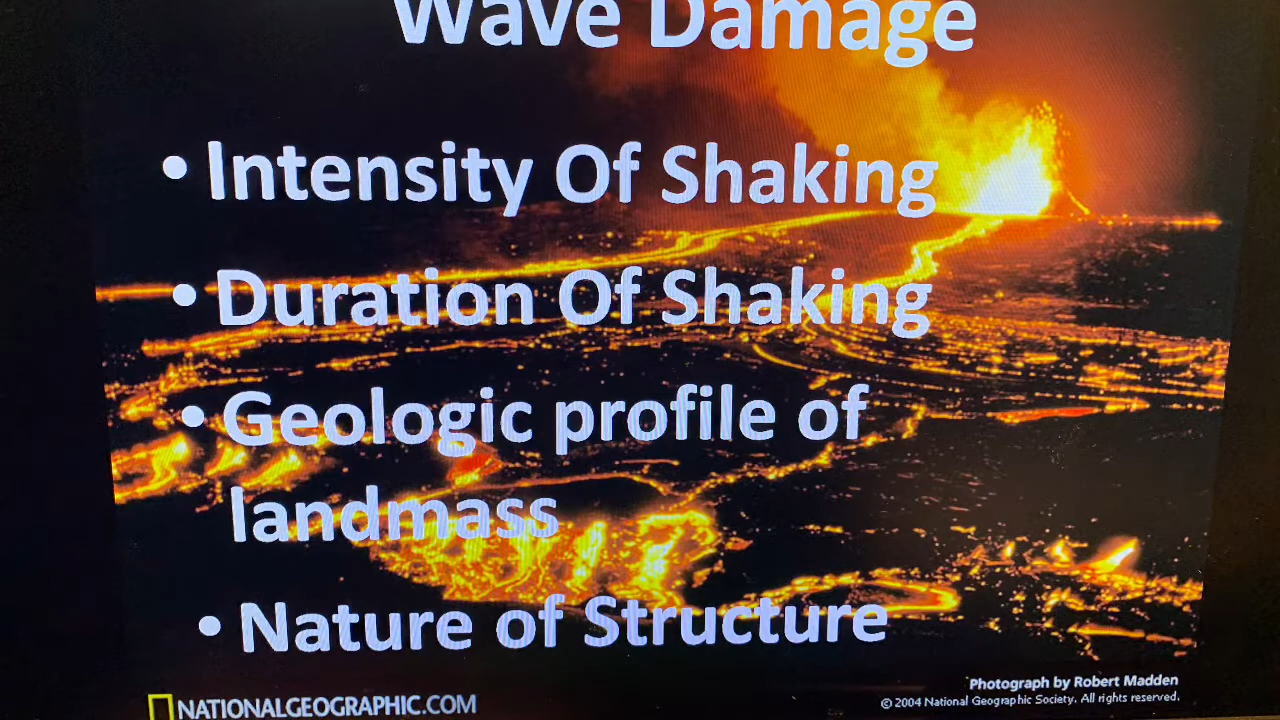 Wave Damage
• Intensity Of Shaking
• Duration Of Shaking
• Geologic profile of
landmass
• Nature of Structure
Photograph by Robert Madden
© 2004 National Geographic Society. All rights reserved.
NATIONALGEOGRAPHIC.COM